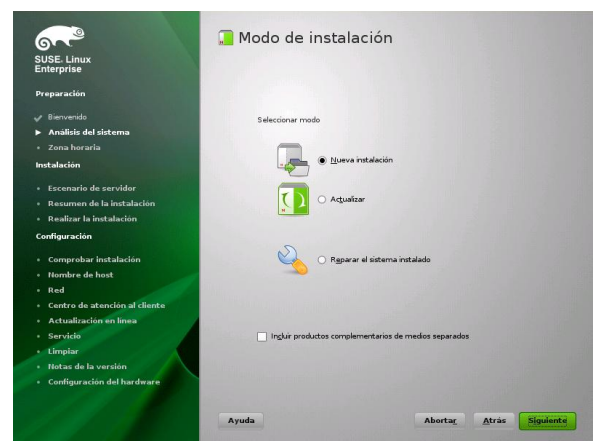 SUSE. Linux
Enterprise
Preparación
Bienvenido
Análisis del sistema
Zona horaria
Instalación
Escenario de servidor
Resumen de la instalación
Realizar la instalación
Configuración
Comprobar instalación
Nombre de host
Red
Centro de atención al cliente
Actualización en línea
Servicio
Limpiar
Notas de la versión
Configuración del hardware
Modo de instalación
Seleccionar modo
Nueva instalación
Actualizar
Reparar el sistema instalado
Incluir productos complementarios de medios separados
Ayuda
Abortar
Atrás
Siguiente